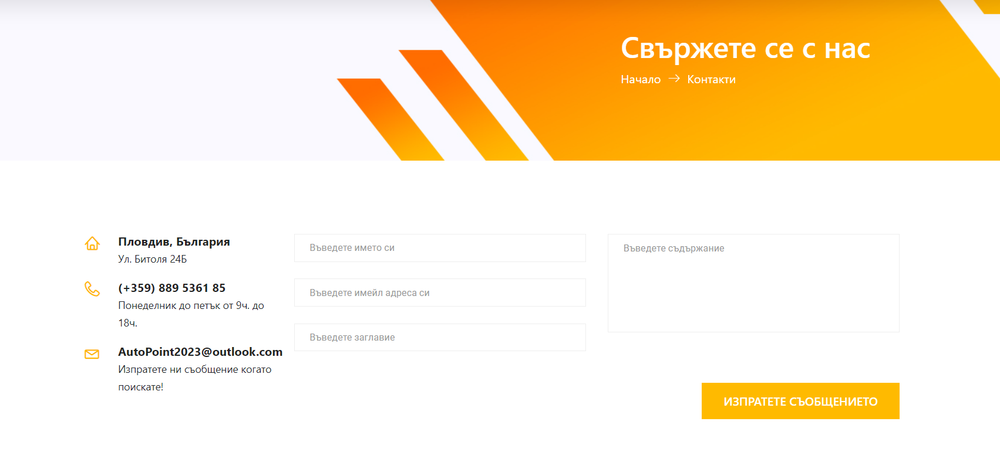 Свържете се с нас
Начало → Контакти
Пловдив, България
Ул. Битоля 24Б
(+359) 889 5361 85
Понеделник до петък от 9ч. до
18ч.
AutoPoint2023@outlook.com
Изпратете ни съобщение когато
поискате!
Въведете името си
Въведете имейл адреса си
Въведете заглавие
Въведете съдържание
ИЗПРАТЕТЕ СЪОБЩЕНИЕТО